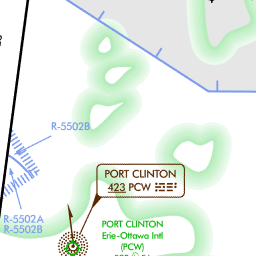 R-5502B
PORT CLINTON
423 PCW
R-5502A
R-5502B
PORT CLINTON
Erie-Ottawa Intl
(PCW)